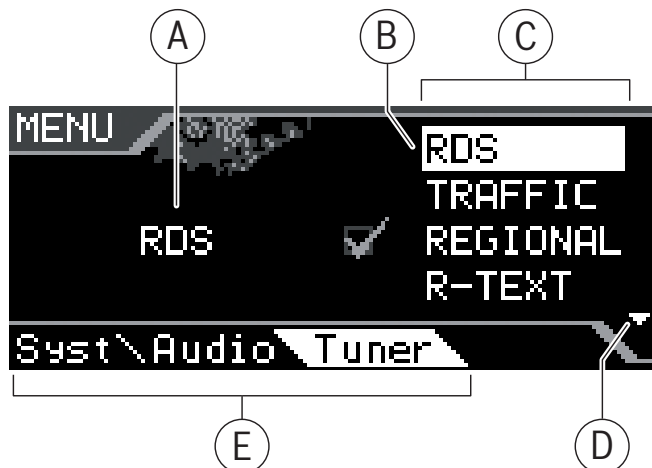 A B C
MENU
RDS
TRAFFIC
RDS REGIONAL
R-TEXT
Syst\Audio\Tuner
E D